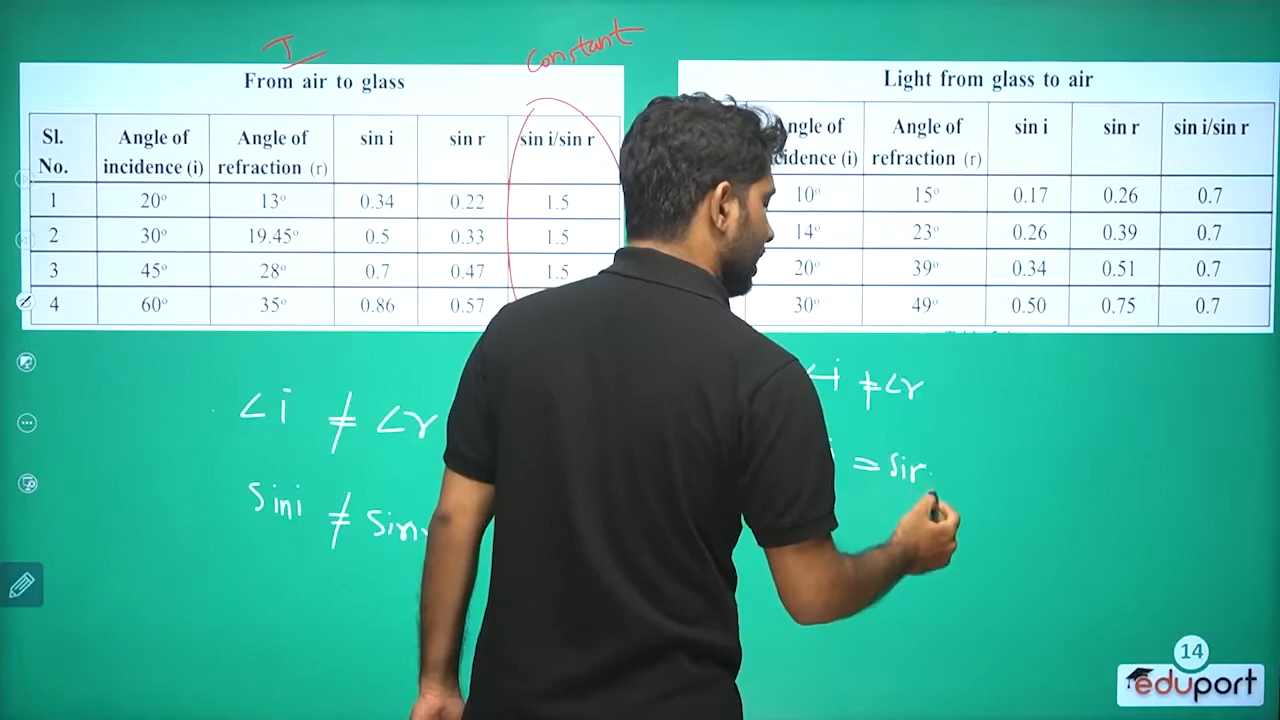 I
Constant
From air to glass
Sl. No. Angle of incidence (i) Angle of refraction (r) sin i sin r sin i/sin r
1 20° 13° 0.34 0.22 1.5
2 30° 19.45° 0.5 0.33 1.5
3 45° 28° 0.7 0.47 1.5
4 60° 35° 0.86 0.57
Light from glass to air
Angle of refraction (r) sin i sin r sin i/sin r
10° 15° 0.17 0.26 0.7
14° 23° 0.26 0.39 0.7
20° 39° 0.34 0.51 0.7
30° 49° 0.50 0.75 0.7
∠i ≠ ∠r
Sini ≠ Sinr
∠i ≠ ∠r
= Sir
14
eduport